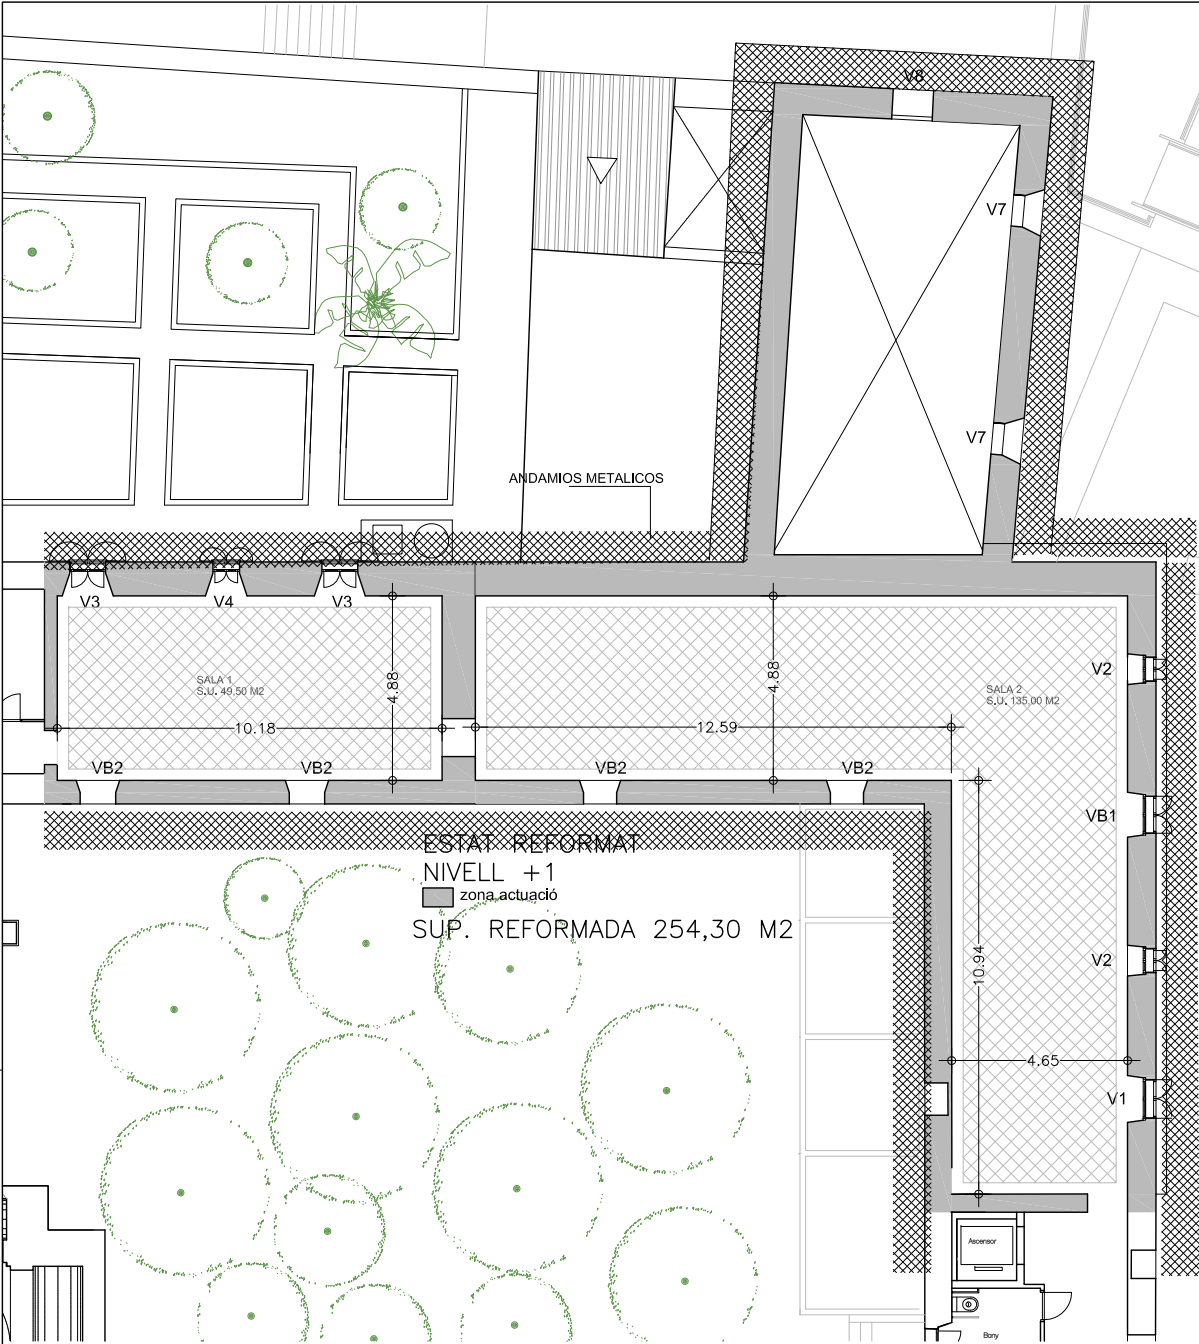 V8
V7
V7
ANDAMIOS METALICOS
V3
V4
V3
4.88
4.88
SALA 1
S.U. 49,50 M2
SALA 2
S.U. 135,00 M2
V2
10.18
12.59
VB2
VB2
VB2
VB2
VB1
ESTAT REFORMAT
NIVELL +1
zona actuació
SUP. REFORMADA 254,30 M2
V2
10.94
4.65
V1
Ascensor
Bany